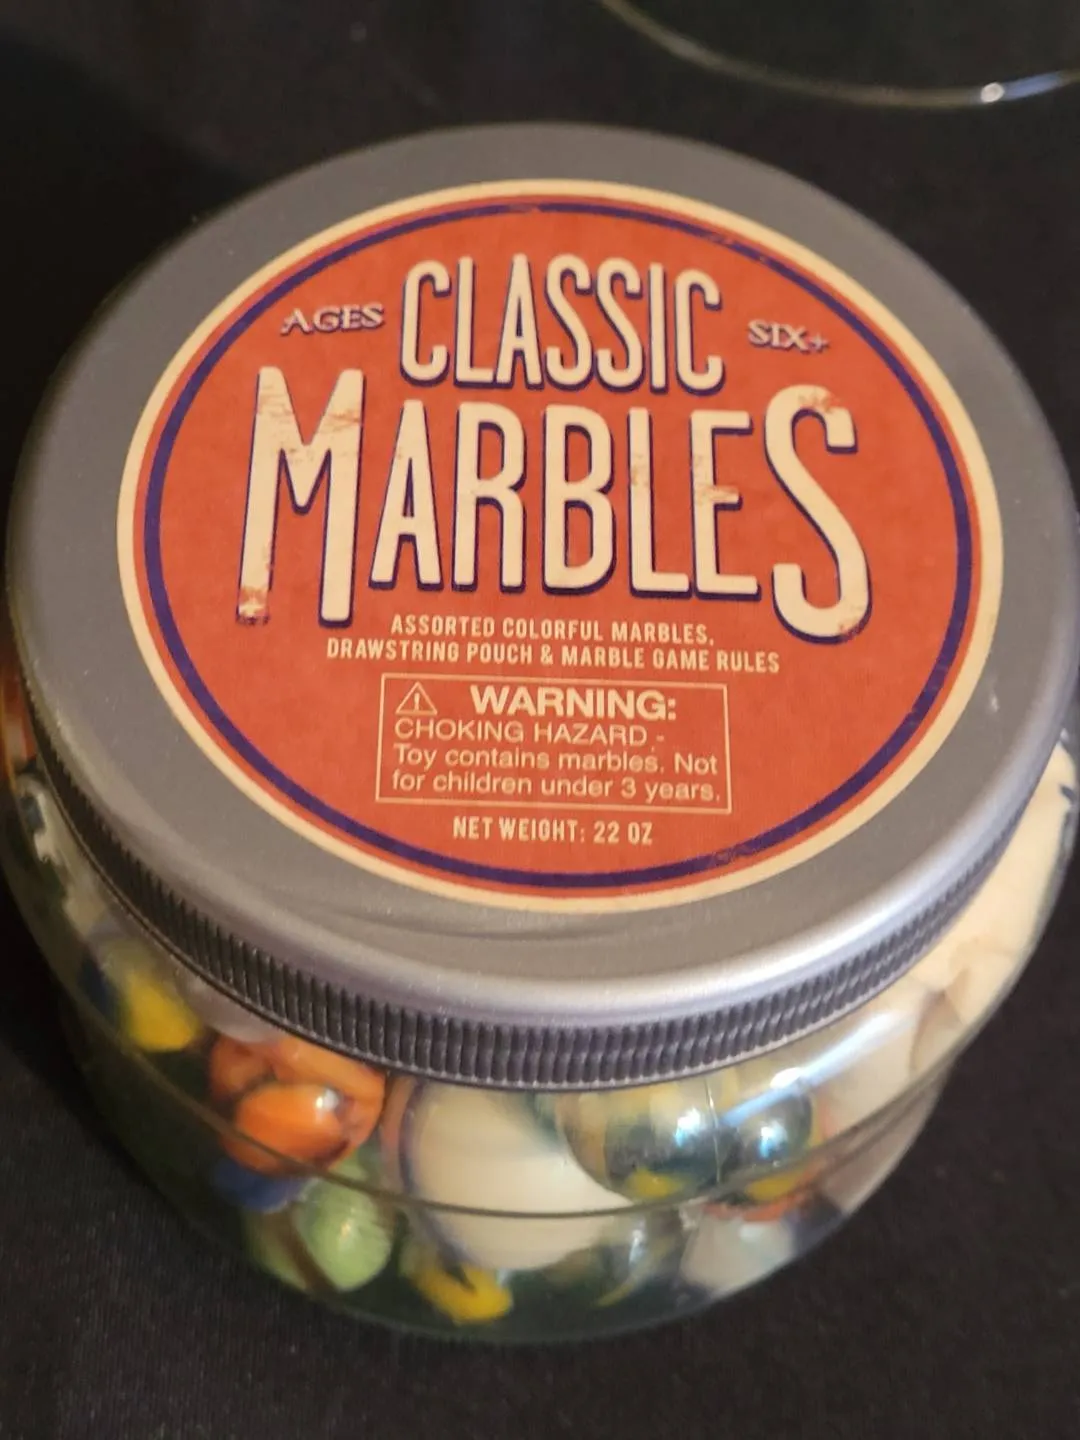 AGES CLASSIC SIX+
MARBLES
ASSORTED COLORFUL MARBLES,
DRAWSTRING POUCH & MARBLE GAME RULES
WARNING:
CHOKING HAZARD -
Toy contains marbles. Not
for children under 3 years.
NET WEIGHT: 22 OZ